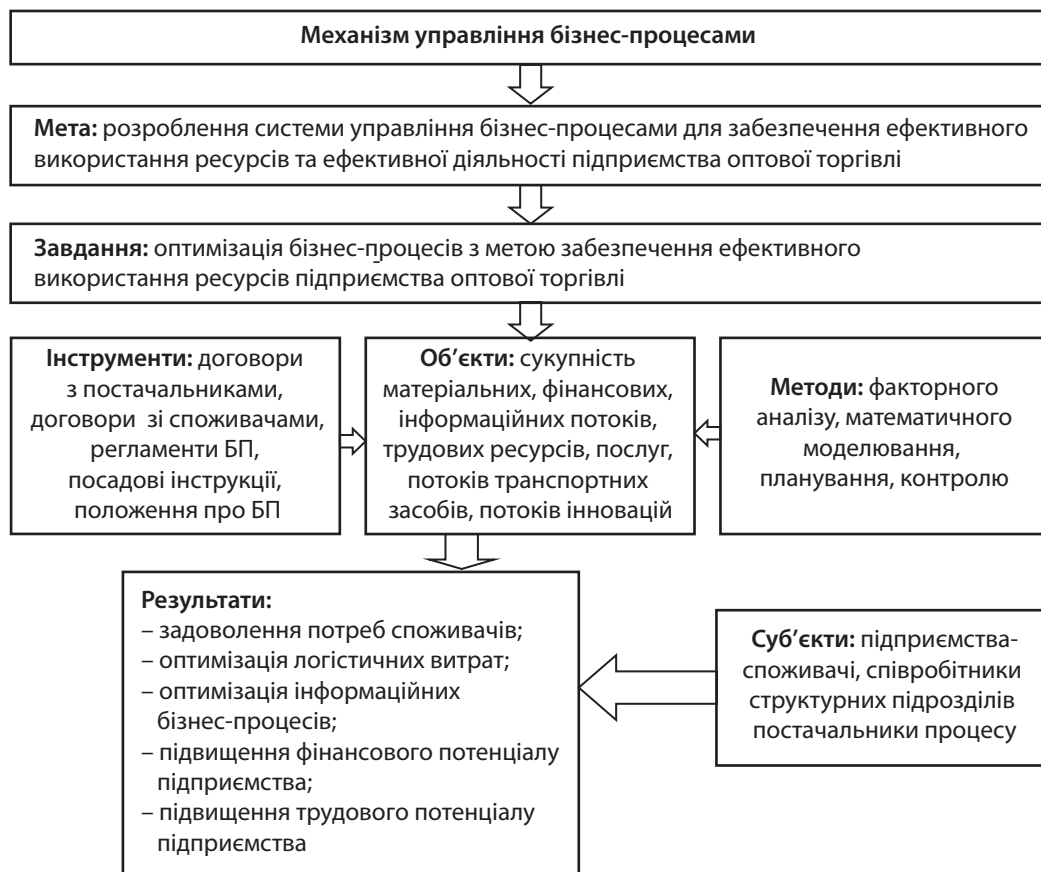 Механізм управління бізнес-процесами
Мета: розроблення системи управління бізнес-процесами для забезпечення ефективного
використання ресурсів та ефективної діяльності підприємства оптової торгівлі
Завдання: оптимізація бізнес-процесів з метою забезпечення ефективного
використання ресурсів підприємства оптової торгівлі
Інструменти: договори
з постачальниками,
договори зі споживачами,
регламенти БП,
посадові інструкції,
положення про БП
Об’єкти: сукупність
матеріальних, фінансових,
інформаційних потоків,
трудових ресурсів, послуг,
потоків транспортних
засобів, потоків інновацій
Методи: факторного
аналізу, математичного
моделювання,
планування, контролю
Результати:
– задоволення потреб споживачів;
– оптимізація логістичних витрат;
– оптимізація інформаційних
бізнес-процесів;
– підвищення фінансового потенціалу
підприємства;
– підвищення трудового потенціалу
підприємства
Суб’єкти: підприємства-
споживачі, співробітники
структурних підрозділів
постачальники процесу